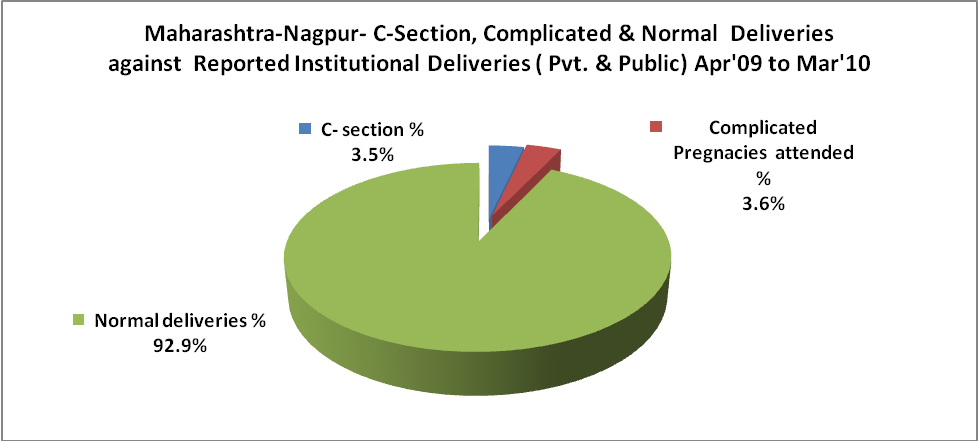 Maharashtra-Nagpur- C-Section, Complicated & Normal Deliveries
against Reported Institutional Deliveries ( Pvt. & Public) Apr'09 to Mar'10
C- section %
3.5%
Complicated
Pregnacies attended
%
3.6%
Normal deliveries %
92.9%